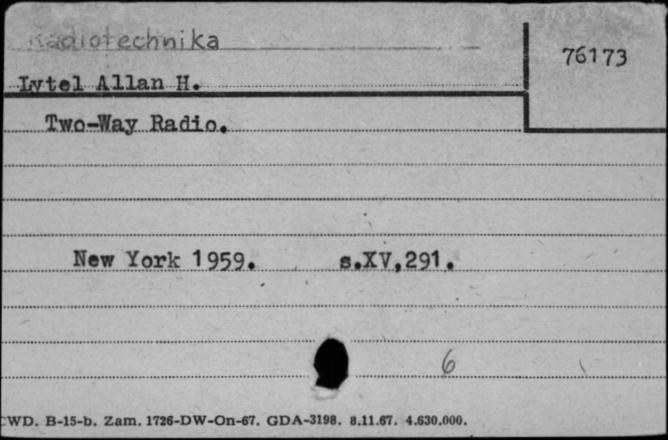 Radiotechnika
76173
Lytel Allan H.
Two-Way Radio.
New York 1959. s.XV,291.
6
CWD. B-15-b. Zam. 1726-DW-On-67. GDA-3198. 8.11.67. 4.630.000.